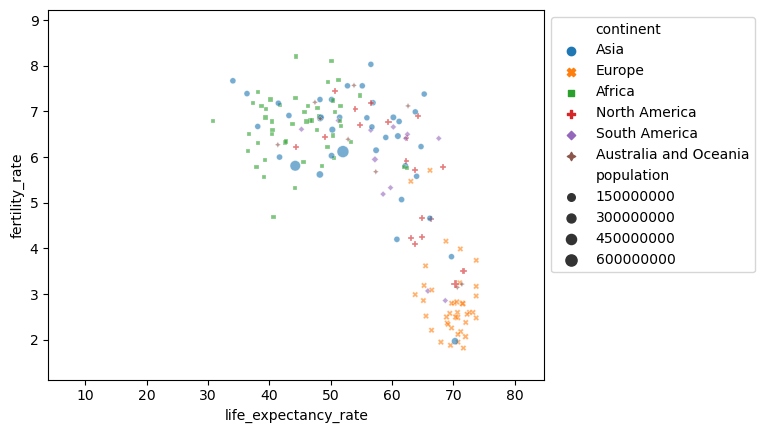 9
8
7
6
5
4
3
2
fertility_rate
10 20 30 40 50 60 70 80
life_expectancy_rate
continent
Asia
Europe
Africa
North America
South America
Australia and Oceania
population
150000000
300000000
450000000
600000000